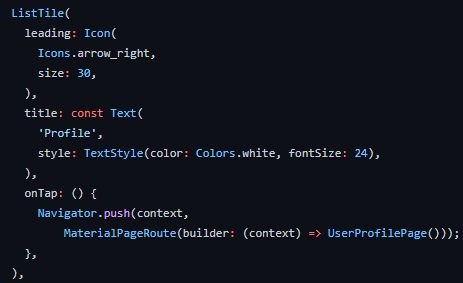 ListTile(
  leading: Icon(
    Icons.arrow_right,
    size: 30,
  ),
  title: const Text(
    'Profile',
    style: TextStyle(color: Colors.white, fontSize: 24),
  ),
  onTap: () {
    Navigator.push(context,
        MaterialPageRoute(builder: (context) => UserProfilePage()));
  },
),